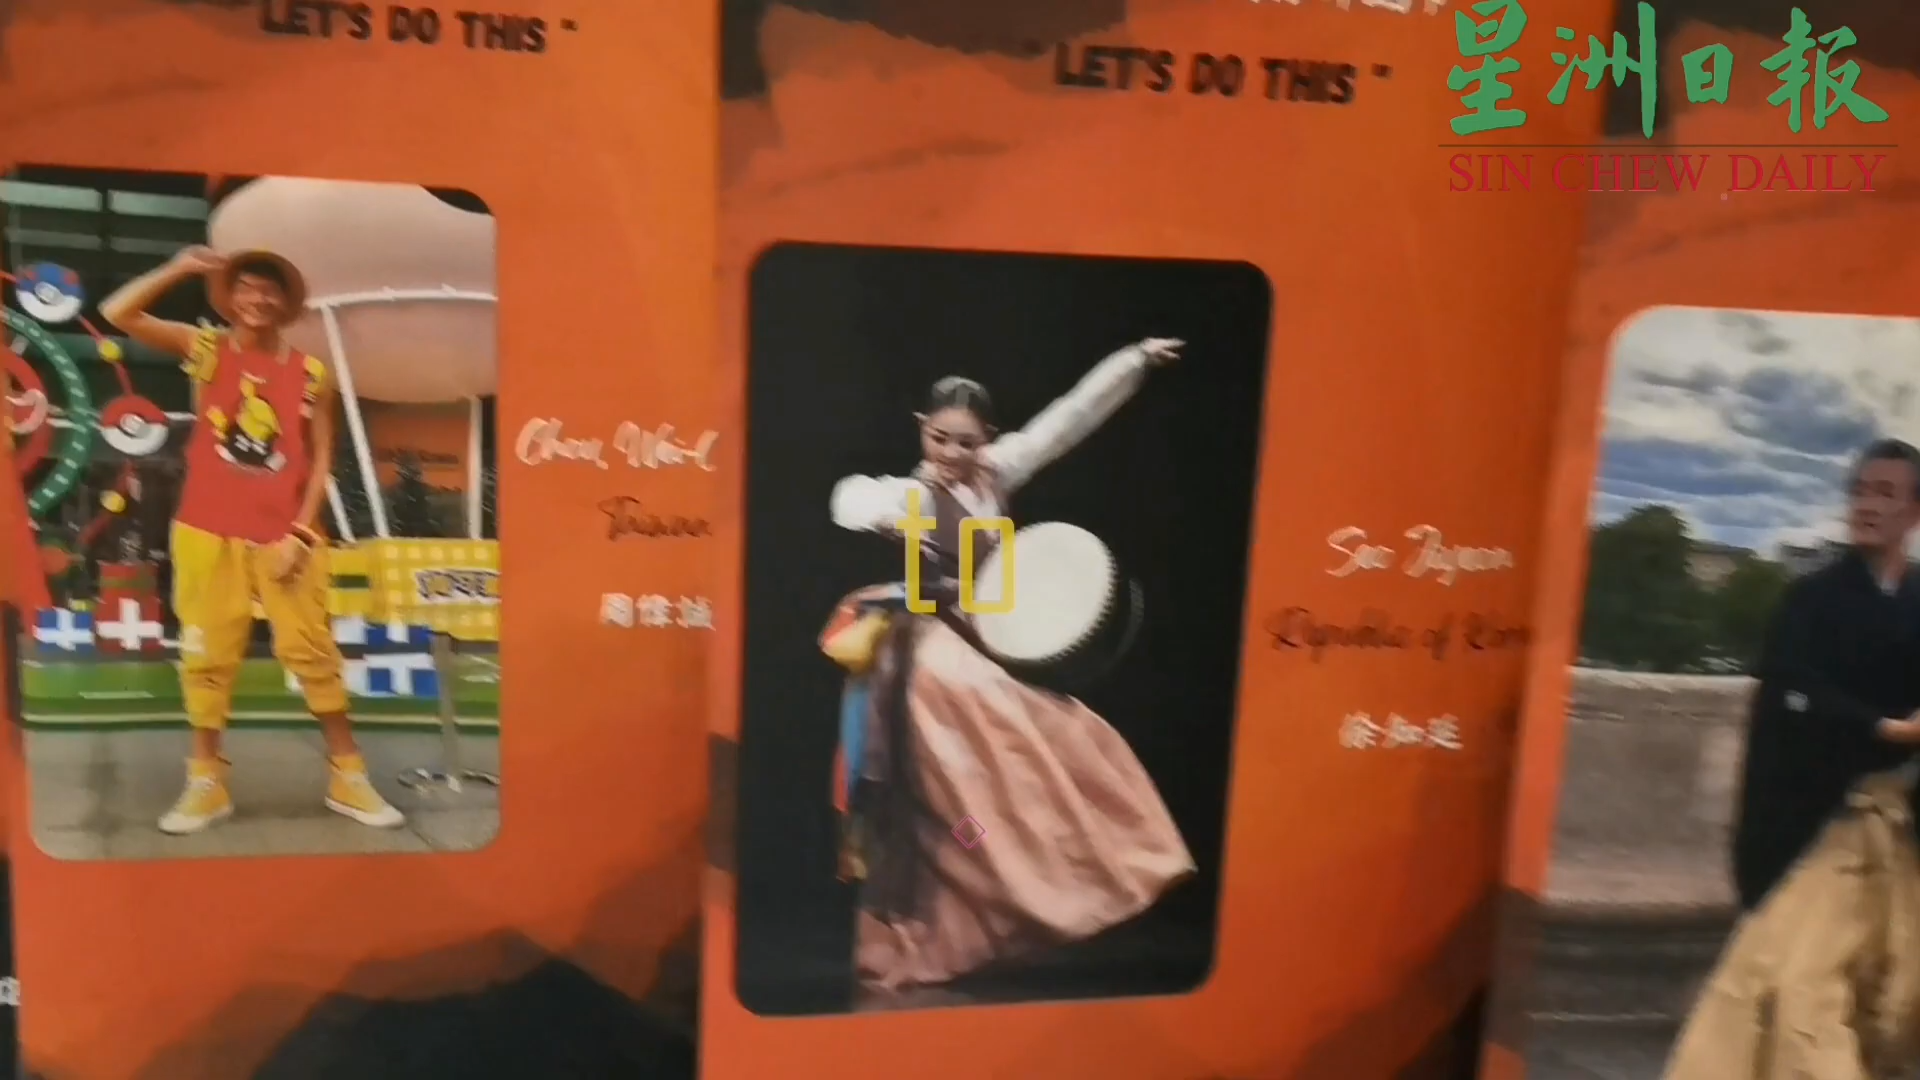 "LET'S DO THIS"
"LET'S DO THIS"
星洲日報
SIN CHEW DAILY
Taiwan
周偉誠
to
Republic of Korea
徐知延